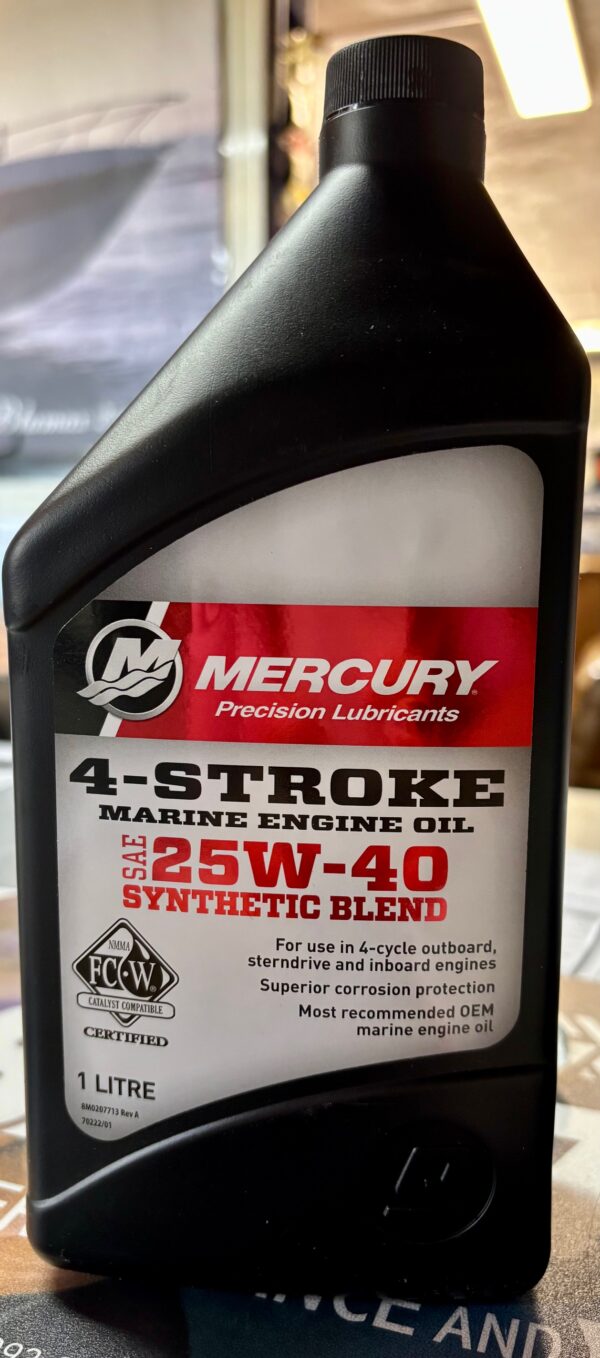 MERCURY
Precision Lubricants
4-STROKE
MARINE ENGINE OIL
SAE 25W-40
SYNTHETIC BLEND
For use in 4-cycle outboard,
sterndrive and inboard engines
Superior corrosion protection
Most recommended OEM
marine engine oil
NMMA
FC-W®
CATALYST COMPATIBLE
CERTIFIED
1 LITRE
8M0207713 Rev A
70222/01
AND